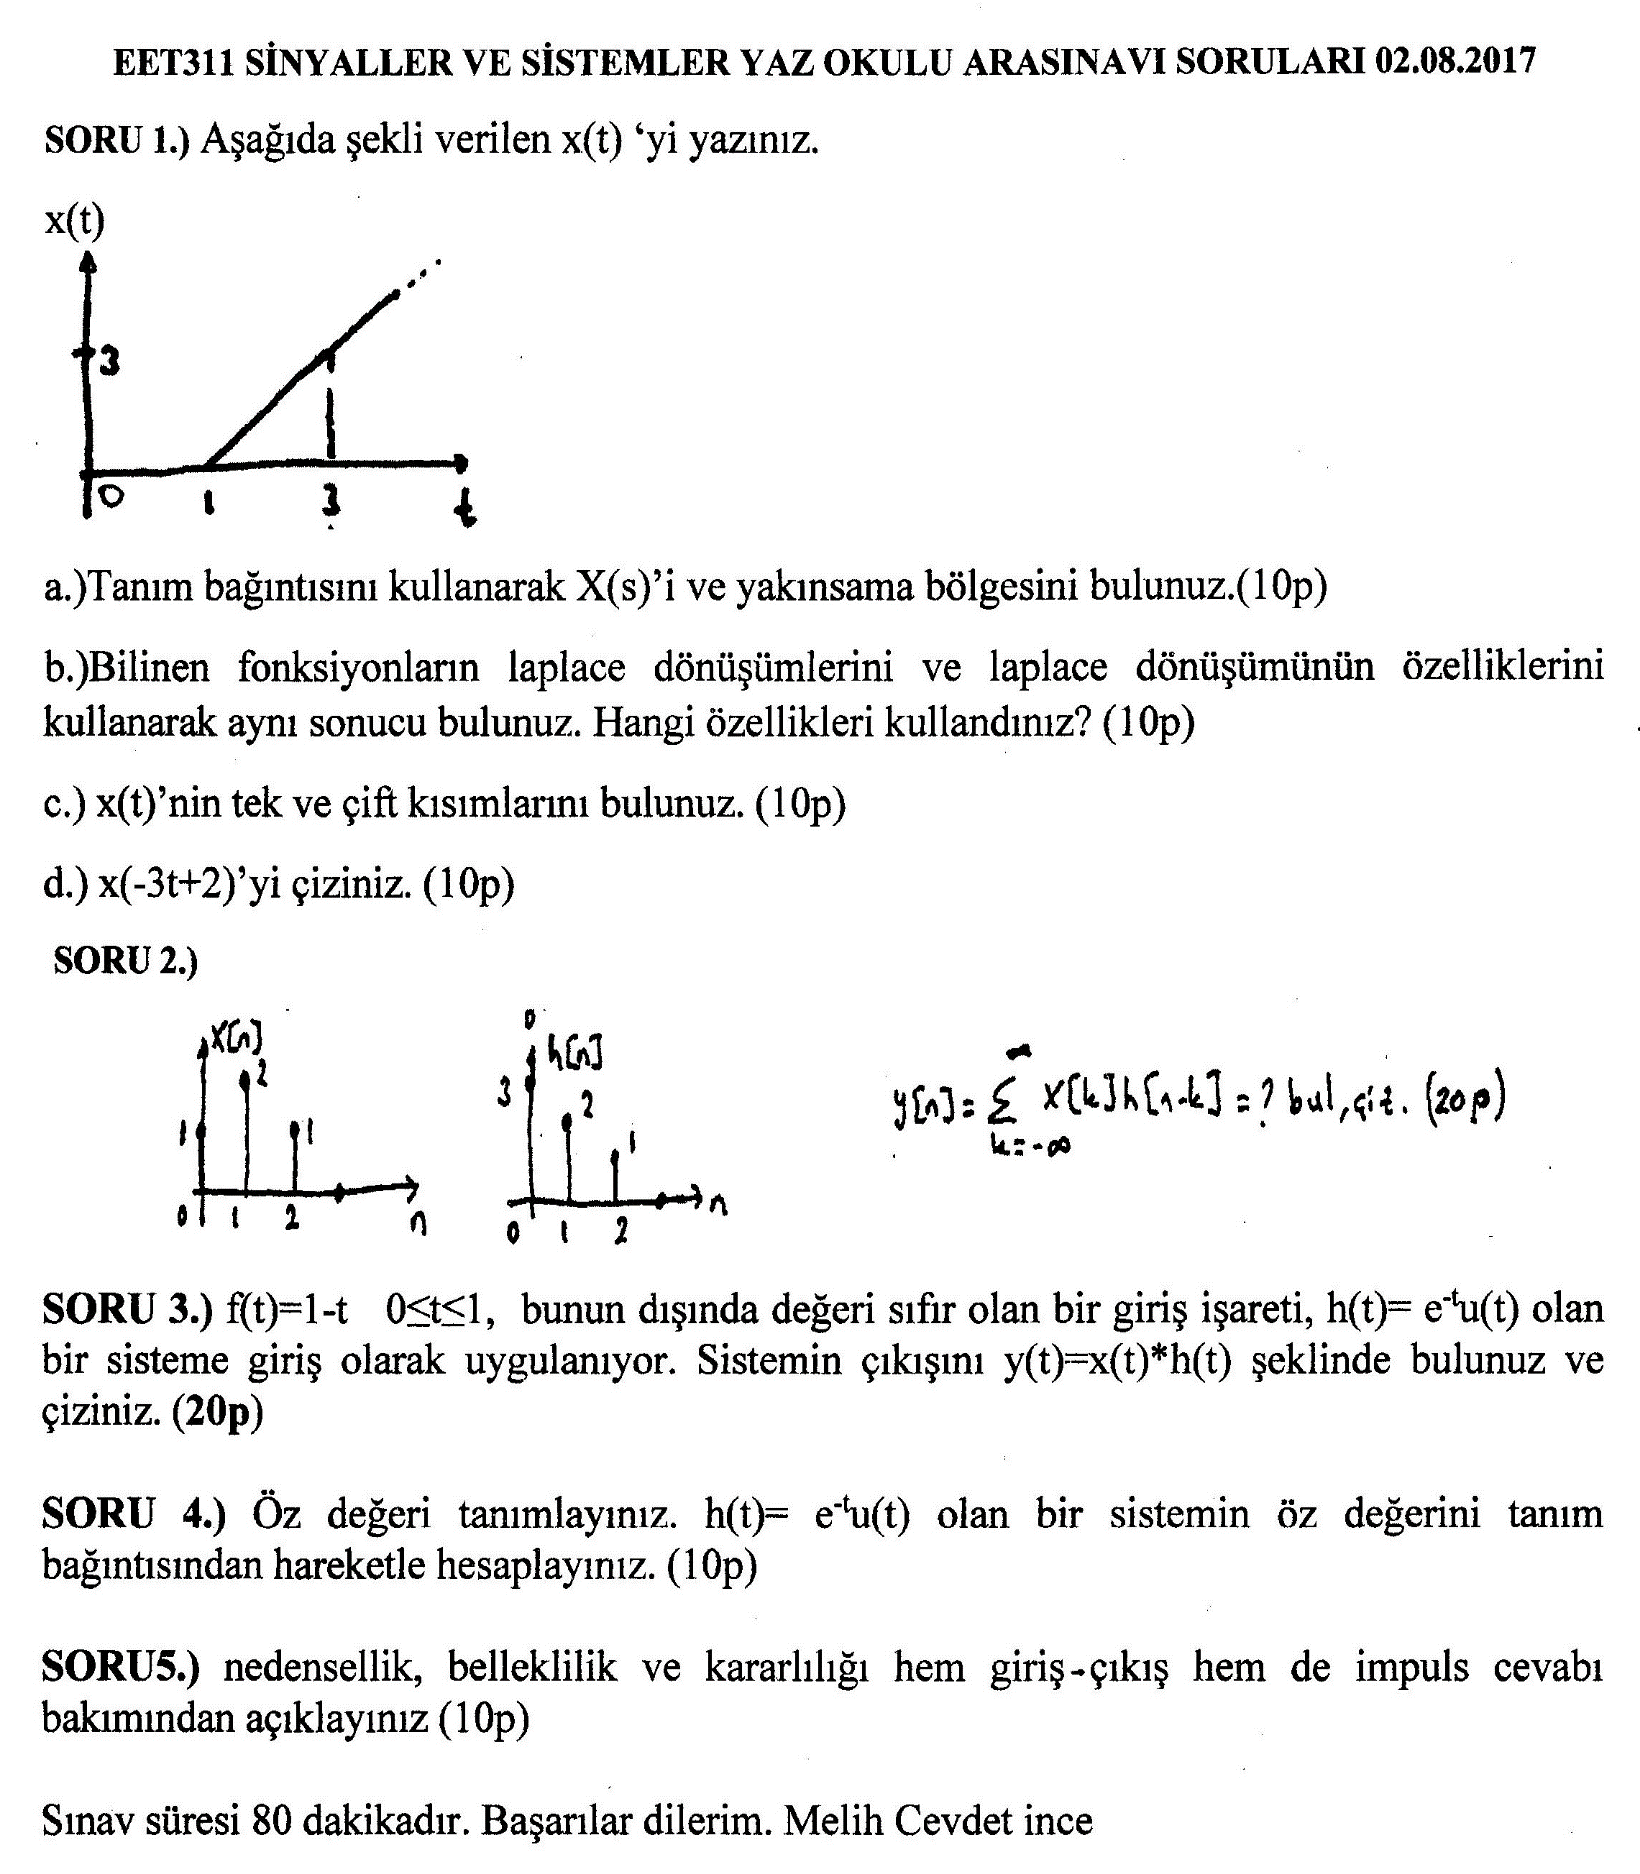 EET311 SİNYALLER VE SİSTEMLER YAZ OKULU ARASINAVI SORULARI 02.08.2017
SORU 1.) Aşağıda şekli verilen x(t) ‘yi yazınız.
x(t)
3
0 1 3 t
a.)Tanım bağıntısını kullanarak X(s)’i ve yakınsama bölgesini bulunuz.(10p)
b.)Bilinen fonksiyonların laplace dönüşümlerini ve laplace dönüşümünün özelliklerini
kullanarak aynı sonucu bulunuz. Hangi özellikleri kullandınız? (10p)
c.) x(t)’nin tek ve çift kısımlarını bulunuz. (10p)
d.) x(-3t+2)’yi çiziniz. (10p)
SORU 2.)
x[n]
2
1 1
0 1 2 n
h[n]
3 2 1
0 1 2 n
y[n]=∑ x[k]h[n-k]=? bul,çiz. (20p)
k=-∞ ∞
SORU 3.) f(t)=1-t 0≤t≤1, bunun dışında değeri sıfır olan bir giriş işareti, h(t)= e⁻ᵗu(t) olan
bir sisteme giriş olarak uygulanıyor. Sistemin çıkışını y(t)=x(t)*h(t) şeklinde bulunuz ve
çiziniz. (20p)
SORU 4.) Öz değeri tanımlayınız. h(t)= e⁻ᵗu(t) olan bir sistemin öz değerini tanım
bağıntısından hareketle hesaplayınız. (10p)
SORU5.) nedensellik, belleklilik ve kararlılığı hem giriş-çıkış hem de impuls cevabı
bakımından açıklayınız (10p)
Sınav süresi 80 dakikadır. Başarılar dilerim. Melih Cevdet ince